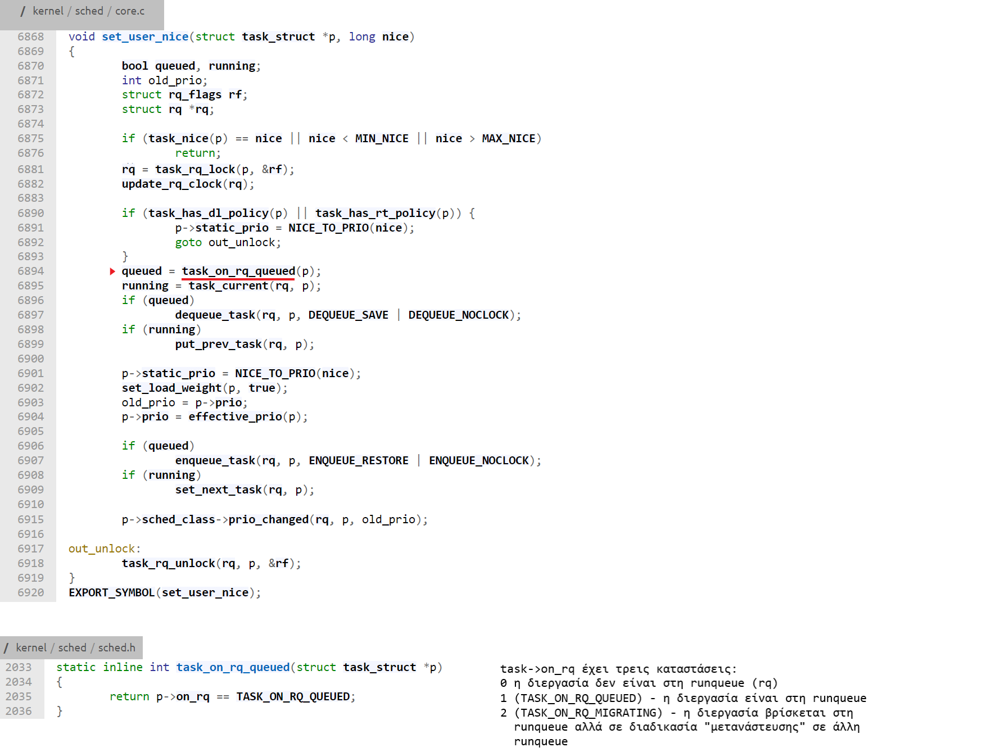 / kernel / sched / core.c
6868 void set_user_nice(struct task_struct *p, long nice)
6869 {
6870 bool queued, running;
6871 int old_prio;
6872 struct rq_flags rf;
6873 struct rq *rq;
6874
6875 if (task_nice(p) == nice || nice < MIN_NICE || nice > MAX_NICE)
6876 return;
6881 rq = task_rq_lock(p, &rf);
6882 update_rq_clock(rq);
6883
6890 if (task_has_dl_policy(p) || task_has_rt_policy(p)) {
6891 p->static_prio = NICE_TO_PRIO(nice);
6892 goto out_unlock;
6893 }
6894 queued = task_on_rq_queued(p);
6895 running = task_current(rq, p);
6896 if (queued)
6897 dequeue_task(rq, p, DEQUEUE_SAVE | DEQUEUE_NOCLOCK);
6898 if (running)
6899 put_prev_task(rq, p);
6900
6901 p->static_prio = NICE_TO_PRIO(nice);
6902 set_load_weight(p, true);
6903 old_prio = p->prio;
6904 p->prio = effective_prio(p);
6905
6906 if (queued)
6907 enqueue_task(rq, p, ENQUEUE_RESTORE | ENQUEUE_NOCLOCK);
6908 if (running)
6909 set_next_task(rq, p);
6910
6915 p->sched_class->prio_changed(rq, p, old_prio);
6916
6917 out_unlock:
6918 task_rq_unlock(rq, p, &rf);
6919 }
6920 EXPORT_SYMBOL(set_user_nice);
/ kernel / sched / sched.h
2033 static inline int task_on_rq_queued(struct task_struct *p)
2034 {
2035 return p->on_rq == TASK_ON_RQ_QUEUED;
2036 }
task->on_rq έχει τρεις καταστάσεις:
0 η διεργασία δεν είναι στη runqueue (rq)
1 (TASK_ON_RQ_QUEUED) - η διεργασία είναι στη runqueue
2 (TASK_ON_RQ_MIGRATING) - η διεργασία βρίσκεται στη
runqueue αλλά σε διαδικασία "μετανάστευσης" σε άλλη
runqueue